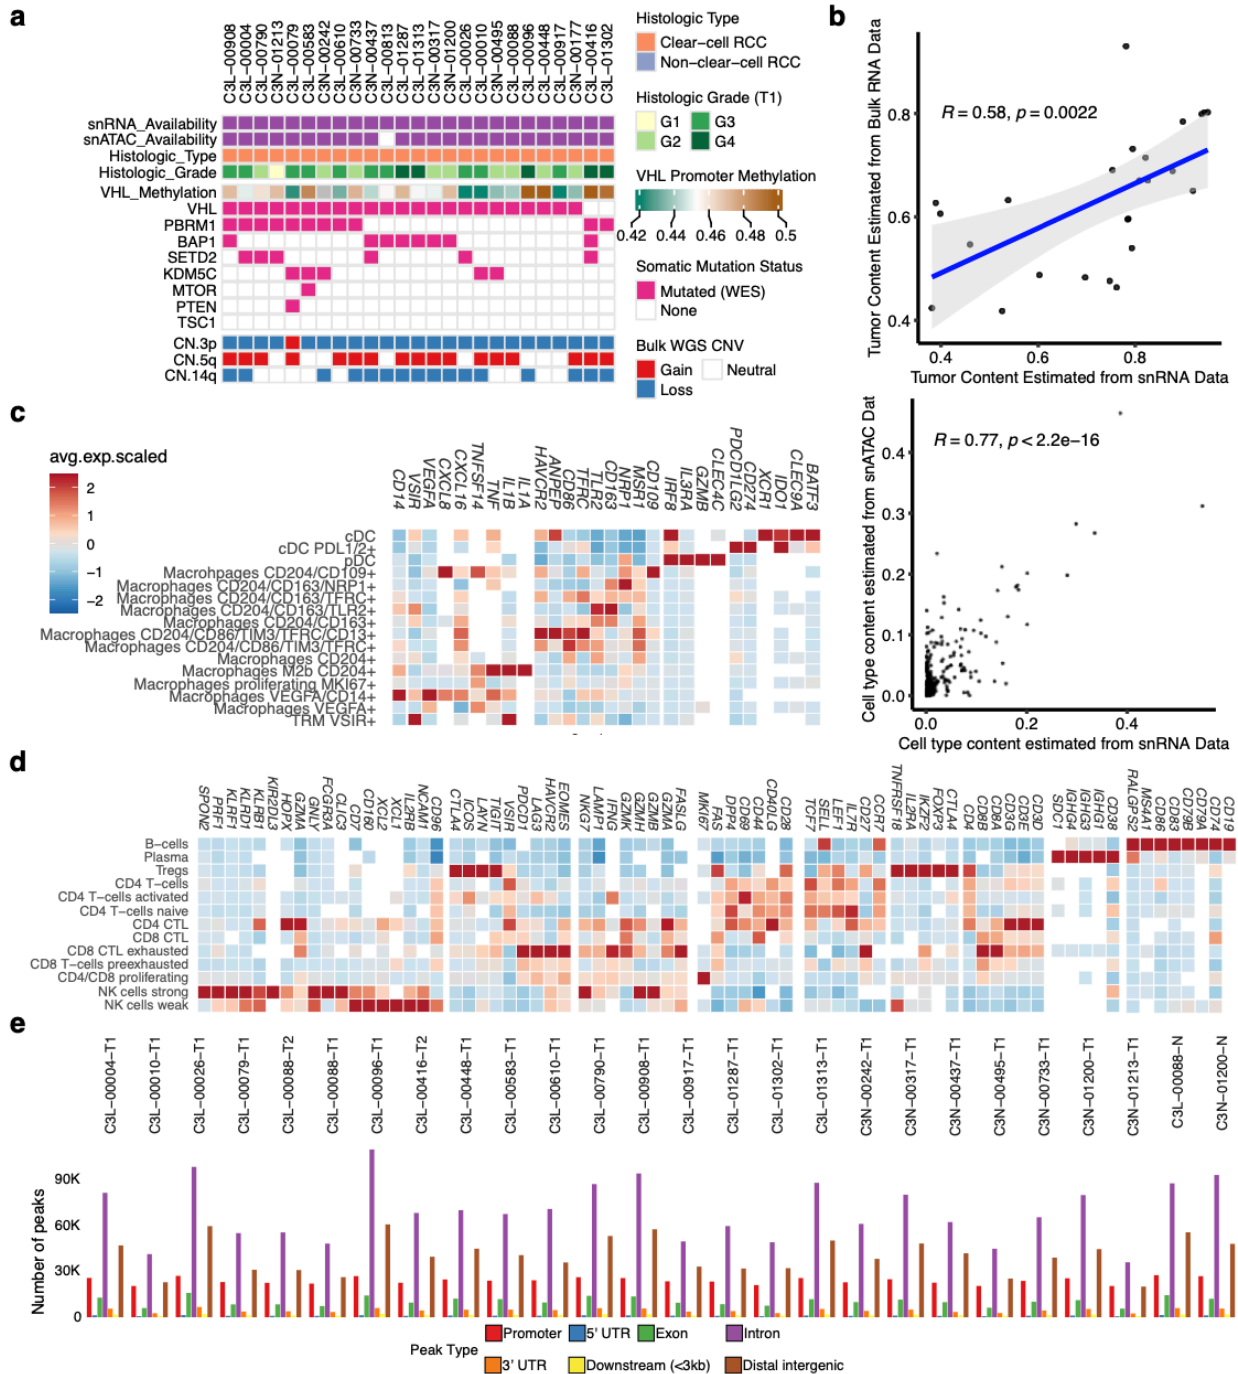 a
C3L-00908
C3L-00004
C3L-00790
C3N-01213
C3L-00079
C3L-00583
C3N-00242
C3L-00610
C3N-00733
C3N-00437
C3L-00813
C3L-01287
C3L-01313
C3N-00317
C3N-01200
C3L-00026
C3L-00010
C3N-00495
C3L-00088
C3L-00096
C3L-00448
C3L-00917
C3N-00177
C3L-00416
C3L-01302
snRNA_Availability
snATAC_Availability
Histologic_Type
Histologic_Grade
VHL_Methylation
VHL
PBRM1
BAP1
SETD2
KDM5C
MTOR
PTEN
TSC1
CN.3p
CN.5q
CN.14q
Histologic Type
Clear-cell RCC
Non-clear-cell RCC
Histologic Grade (T1)
G1 G3
G2 G4
VHL Promoter Methylation
0.42 0.44 0.46 0.48 0.5
Somatic Mutation Status
Mutated (WES)
None
Bulk WGS CNV
Gain Neutral
Loss
b
Tumor Content Estimated from Bulk RNA Data
R = 0.58, p = 0.0022
0.8
0.6
0.4
0.4 0.6 0.8
Tumor Content Estimated from snRNA Data
Cell type content estimated from snATAC Dat
R = 0.77, p < 2.2e-16
0.4
0.3
0.2
0.1
0.0
0.0 0.2 0.4
Cell type content estimated from snRNA Data
c
avg.exp.scaled
2
1
0
-1
-2
CD14
VSIR
VEGFA
CXCL8
CXCL16
TNFSF14
TNF
IL1B
IL1A
HAVCR2
ANPEP
CD86
TFRC
TLR2
CD163
NRP1
MSR1
CD109
IRF8
IL3RA
GZMB
CLEC4C
PDCD1LG2
CD274
XCR1
IDO1
CLEC9A
BATF3
cDC
cDC PDL1/2+
pDC
Macrohpages CD204/CD109+
Macrophages CD204/CD163/NRP1+
Macrophages CD204/CD163/TFRC+
Macrophages CD204/CD163/TLR2+
Macrophages CD204/CD163+
Macrophages CD204/CD86/TIM3/TFRC/CD13+
Macrophages CD204/CD86/TIM3/TFRC+
Macrophages CD204+
Macrophages M2b CD204+
Macrophages proliferating MKI67+
Macrophages VEGFA/CD14+
Macrophages VEGFA+
TRM VSIR+
d
SPON2
PRF1
KLRF1
KLRD1
KLRB1
KIR2DL3
HOPX
GZMA
GNLY
FCGR3A
CLIC3
CD7
CD160
XCL2
XCL1
IL2RB
NCAM1
CD96
CTLA4
ICOS
LAYN
TIGIT
VSIR
PDCD1
LAG3
HAVCR2
EOMES
NKG7
LAMP1
IFNG
GZMK
GZMH
GZMB
GZMA
FASLG
MKI67
FAS
DPP4
CD69
CD44
CD40LG
CD28
TCF7
SELL
LEF1
IL7R
CD27
CCR7
TNFRSF18
IL2RA
IKZF2
FOXP3
CTLA4
CD4
CD8B
CD8A
CD3G
CD3E
CD3D
SDC1
IGHG4
IGHG3
IGHG1
CD38
RALGPS2
MS4A1
CD86
CD83
CD79B
CD79A
CD74
CD19
B-cells
Plasma
Tregs
CD4 T-cells
CD4 T-cells activated
CD4 T-cells naive
CD4 CTL
CD8 CTL
CD8 CTL exhausted
CD8 T-cells preexhausted
CD4/CD8 proliferating
NK cells strong
NK cells weak
e
C3L-00004-T1
C3L-00010-T1
C3L-00026-T1
C3L-00079-T1
C3L-00088-T2
C3L-00088-T1
C3L-00096-T1
C3L-00416-T2
C3L-00448-T1
C3L-00583-T1
C3L-00610-T1
C3L-00790-T1
C3L-00908-T1
C3L-00917-T1
C3L-01287-T1
C3L-01302-T1
C3L-01313-T1
C3N-00242-T1
C3N-00317-T1
C3N-00437-T1
C3N-00495-T1
C3N-00733-T1
C3N-01200-T1
C3N-01213-T1
C3L-00088-N
C3N-01200-N
Number of peaks
90K
60K
30K
0
Peak Type
Promoter 5' UTR Exon Intron
3' UTR Downstream (<3kb) Distal intergenic